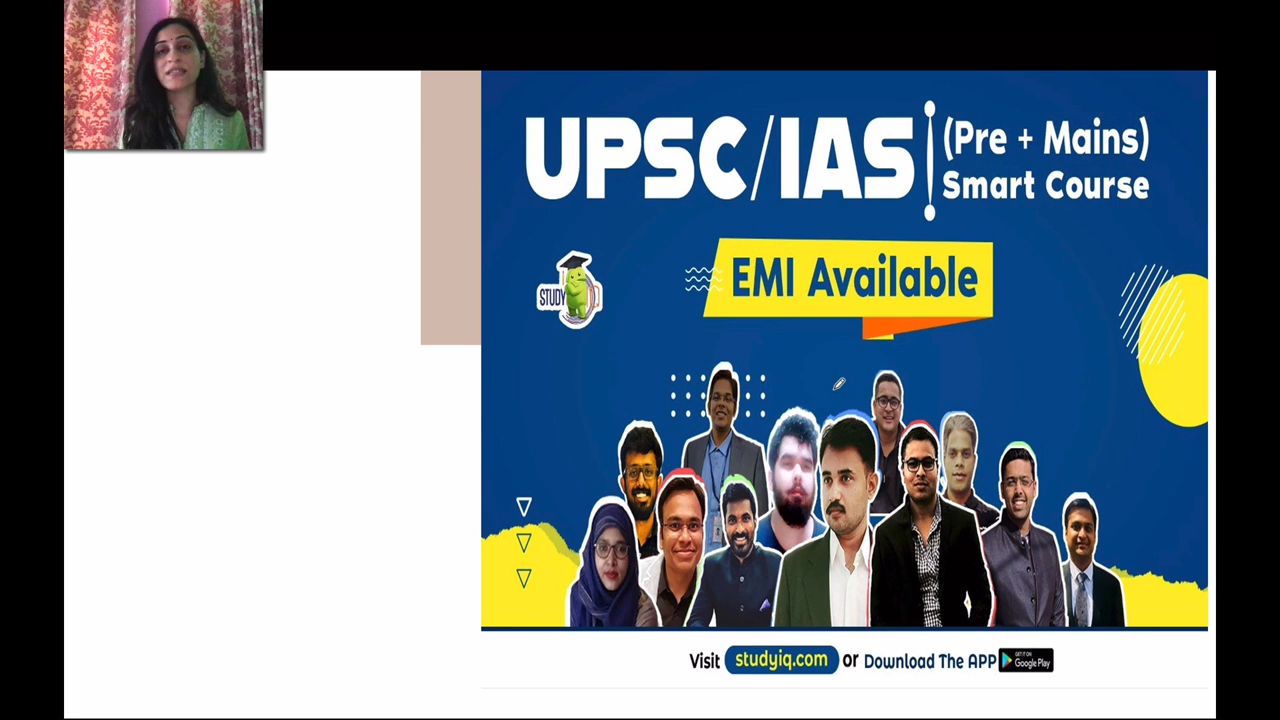 UPSC/IAS
(Pre + Mains)
Smart Course
EMI Available
STUDY IQ
Visit studyiq.com or Download The APP
GET IT ON
Google Play